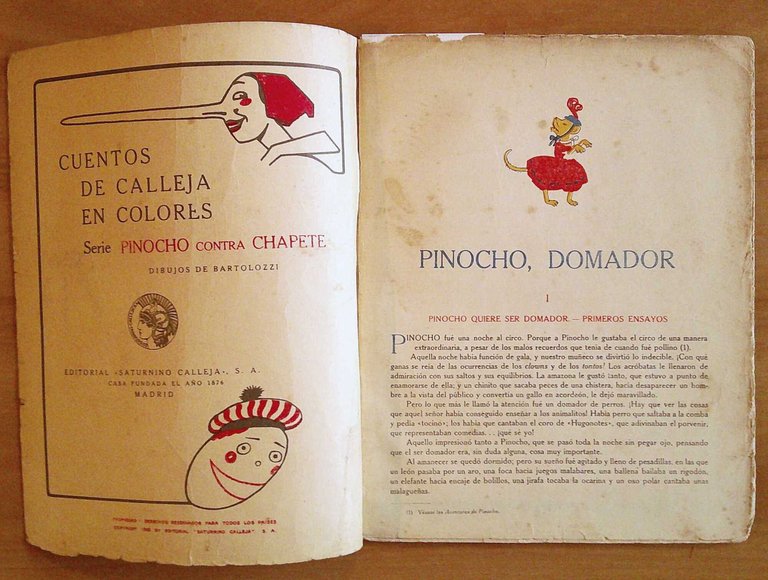 CUENTOS
DE CALLEJA
EN COLORES
Serie PINOCHO CONTRA CHAPETE
DIBUJOS DE BARTOLOZZI
EDITORIAL «SATURNINO CALLEJA», S. A.
CASA FUNDADA EL AÑO 1876
MADRID
PROPIEDAD - DERECHOS RESERVADOS PARA TODOS LOS PAÍSES
COPYRIGHT BY EDITORIAL "SATURNINO CALLEJA" S. A.
PINOCHO, DOMADOR
I
PINOCHO QUIERE SER DOMADOR. — PRIMEROS ENSAYOS
PINOCHO fué una noche al circo. Porque a Pinocho le gustaba el circo de una manera
extraordinaria, a pesar de los malos recuerdos que tenía de cuando fué pollino (1).
Aquella noche había función de gala, y nuestro muñeco se divirtió lo indecible. ¡Con qué
ganas se reía de las ocurrencias de los clowns y de los tontos! Los acróbatas le llenaron de
admiración con sus saltos y sus equilibrios. La amazona le gustó tanto, que estuvo a punto de
enamorarse de ella; y un chinito que sacaba peces de una chistera, hacía desaparecer un hom-
bre a la vista del público y convertía un gallo en acordeón, le dejó maravillado.
Pero lo que más le llamó la atención fué un domador de perros. ¡Hay que ver las cosas
que aquel señor había conseguido enseñar a los animalitos! Había perro que saltaba a la comba
y pedía «tocino»; los había que cantaban el coro de «Hugonotes», que adivinaban el porvenir,
que representaban comedias. . . ¡qué sé yo!
Aquello impresionó tanto a Pinocho, que se pasó toda la noche sin pegar ojo, pensando
que el ser domador era, sin duda alguna, cosa muy importante.
Al amanecer se quedó dormido; pero su sueño fué agitado y lleno de pesadillas, en las que
un león pasaba por un aro, una foca hacía juegos malabares, una ballena bailaba un rigodón,
un elefante hacía encaje de bolillos, una jirafa tocaba la ocarina y un oso polar cantaba unas
malagueñas.
(1) Véanse las Aventuras de Pinocho.